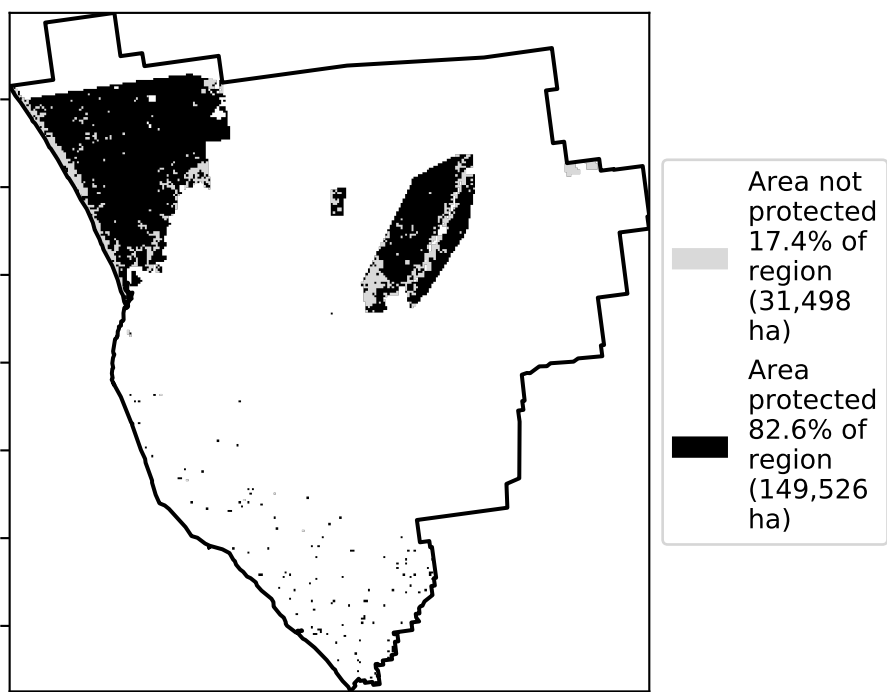 Area not
protected
17.4% of
region
(31,498
ha)
Area
protected
82.6% of
region
(149,526
ha)